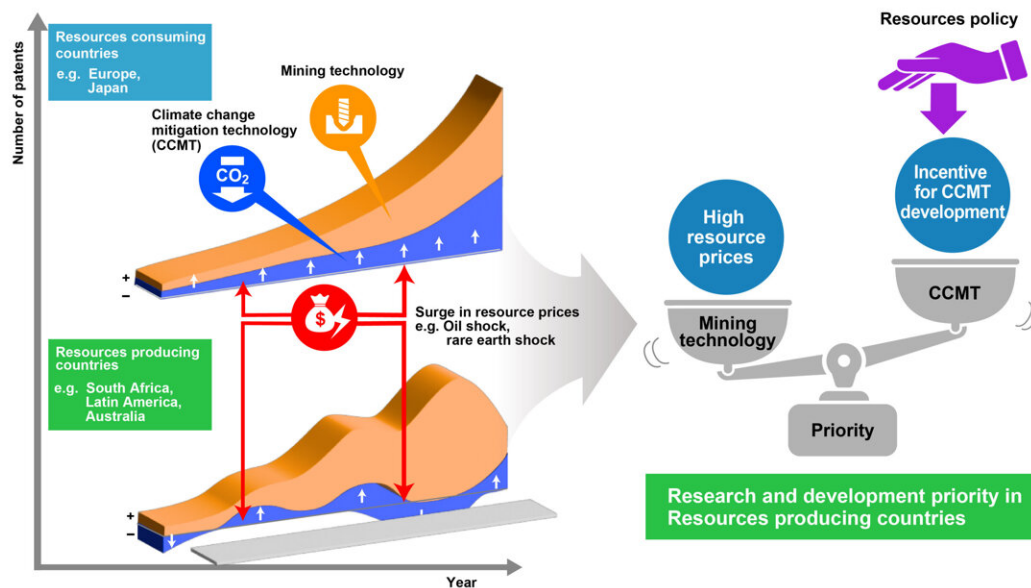 Number of patents
Resources consuming
countries
e.g. Europe,
Japan
Mining technology
Climate change
mitigation technology
(CCMT)
CO₂
+
−
$
Surge in resource prices
e.g. Oil shock,
rare earth shock
Resources producing
countries
e.g. South Africa,
Latin America,
Australia
+
−
Year
Resources policy
Incentive
for CCMT
development
High
resource
prices
CCMT
Mining
technology
Priority
Research and development priority in
Resources producing countries